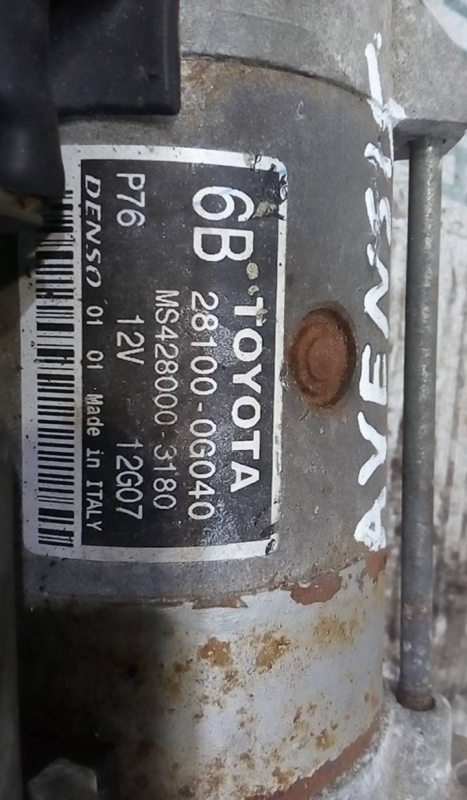 6B TOYOTA
28100-0G040
MS428000-3180
P76 12V 12G07
DENSO 01 01 Made in ITALY
AVENSIS